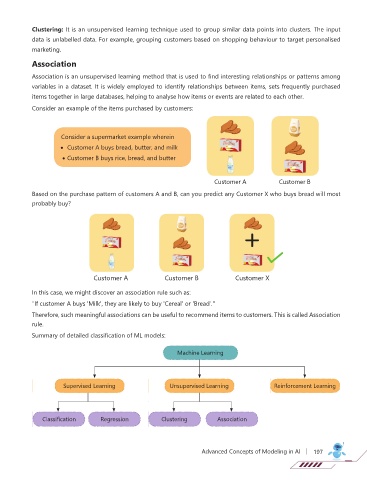 Clustering: It is an unsupervised learning technique used to group similar data points into clusters. The input
data is unlabelled data. For example, grouping customers based on shopping behaviour to target personalised
marketing.
Association
Association is an unsupervised learning method that is used to find interesting relationships or patterns among
variables in a dataset. It is widely employed to identify relationships between items, sets frequently purchased
items together in large databases, helping to analyse how items or events are related to each other.
Consider an example of the items purchased by customers:
Consider a supermarket example wherein
• Customer A buys bread, butter, and milk
• Customer B buys rice, bread, and butter
Customer A Customer B
Based on the purchase pattern of customers A and B, can you predict any Customer X who buys bread will most
probably buy?
Customer A Customer B Customer X
In this case, we might discover an association rule such as:
"If customer A buys 'Milk', they are likely to buy 'Cereal' or 'Bread'."
Therefore, such meaningful associations can be useful to recommend items to customers. This is called Association
rule.
Summary of detailed classification of ML models:
Machine Learning
Supervised Learning Unsupervised Learning Reinforcement Learning
Classification Regression Clustering Association
Advanced Concepts of Modeling in AI | 197